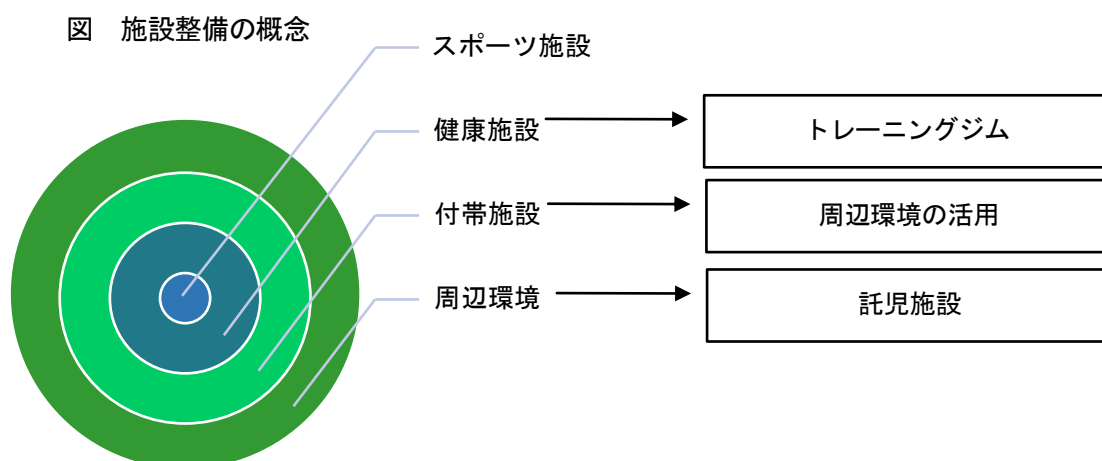 図　施設整備の概念
スポーツ施設
健康施設
トレーニングジム
付帯施設
周辺環境の活用
周辺環境
託児施設